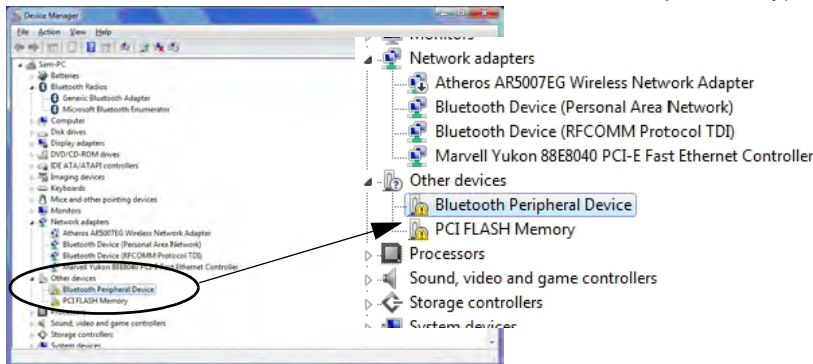 Device Manager
File Action View Help
Sam-PC
Batteries
Bluetooth Radios
Generic Bluetooth Adapter
Microsoft Bluetooth Enumerator
Computer
Disk drives
Display adapters
DVD/CD-ROM drives
IDE ATA/ATAPI controllers
Imaging devices
Keyboards
Mice and other pointing devices
Monitors
Network adapters
Atheros AR5007EG Wireless Network Adapter
Bluetooth Device (Personal Area Network)
Bluetooth Device (RFCOMM Protocol TDI)
Marvell Yukon 88E8040 PCI-E Fast Ethernet Controller
Other devices
Bluetooth Peripheral Device
PCI FLASH Memory
Processors
Sound, video and game controllers
Storage controllers
System devices
Monitors
Network adapters
Atheros AR5007EG Wireless Network Adapter
Bluetooth Device (Personal Area Network)
Bluetooth Device (RFCOMM Protocol TDI)
Marvell Yukon 88E8040 PCI-E Fast Ethernet Controller
Other devices
Bluetooth Peripheral Device
PCI FLASH Memory
Processors
Sound, video and game controllers
Storage controllers
System devices